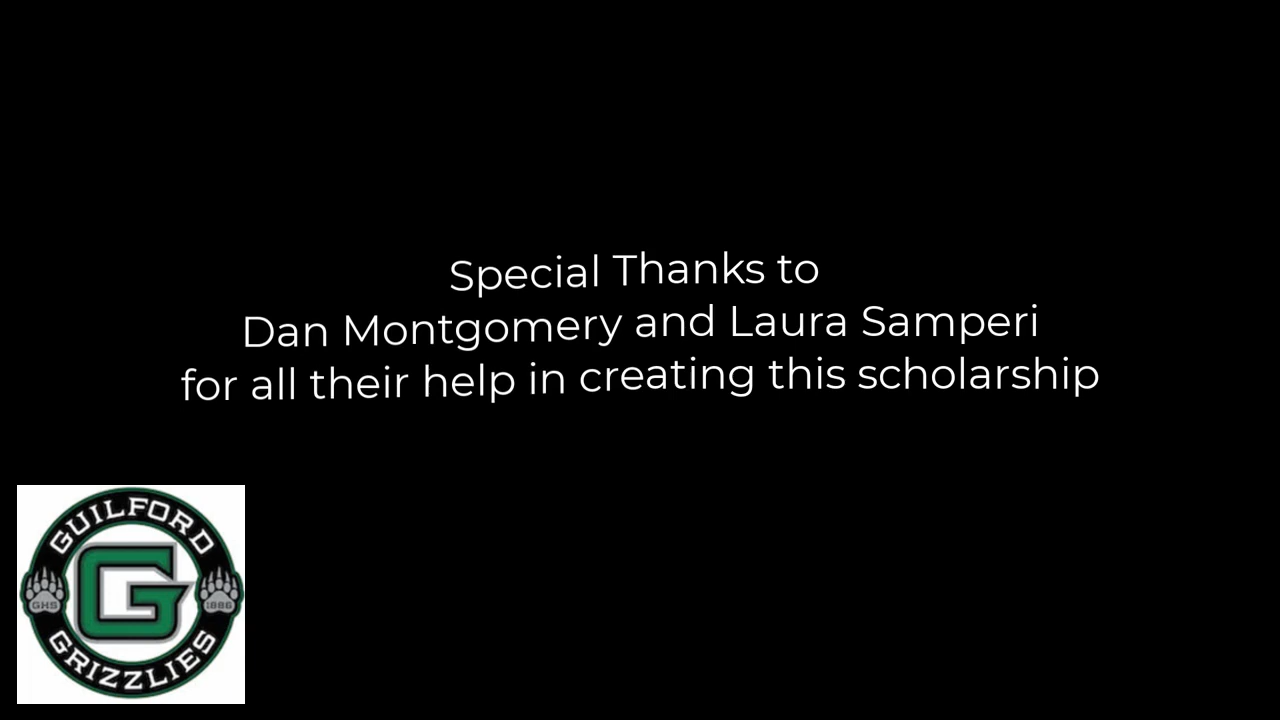 Special Thanks to
Dan Montgomery and Laura Samperi
for all their help in creating this scholarship
GUILFORD
G
GHS
1886
GRIZZLIES